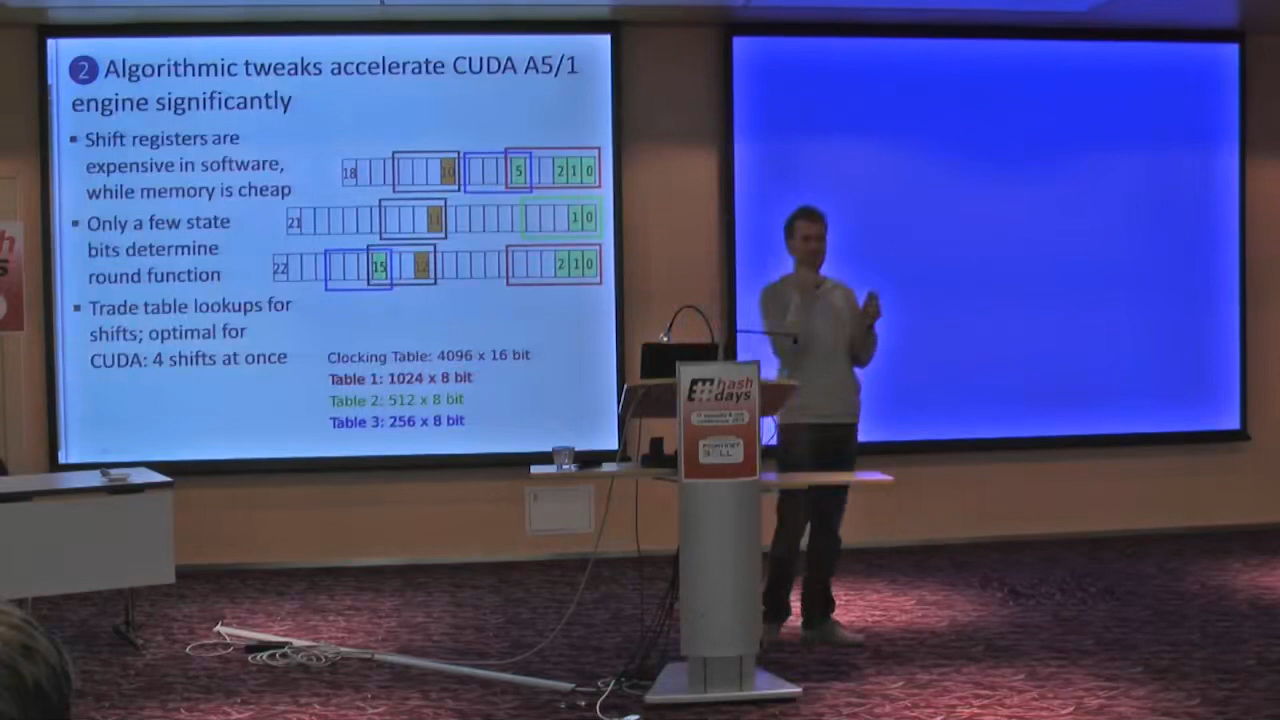 2 Algorithmic tweaks accelerate CUDA A5/1
engine significantly
▪ Shift registers are
expensive in software,
while memory is cheap
▪ Only a few state
bits determine
round function
▪ Trade table lookups for
shifts; optimal for
CUDA: 4 shifts at once
18 10 5 2 1 0
21 11 1 0
22 15 12 2 1 0
Clocking Table: 4096 x 16 bit
Table 1: 1024 x 8 bit
Table 2: 512 x 8 bit
Table 3: 256 x 8 bit
#hash
days